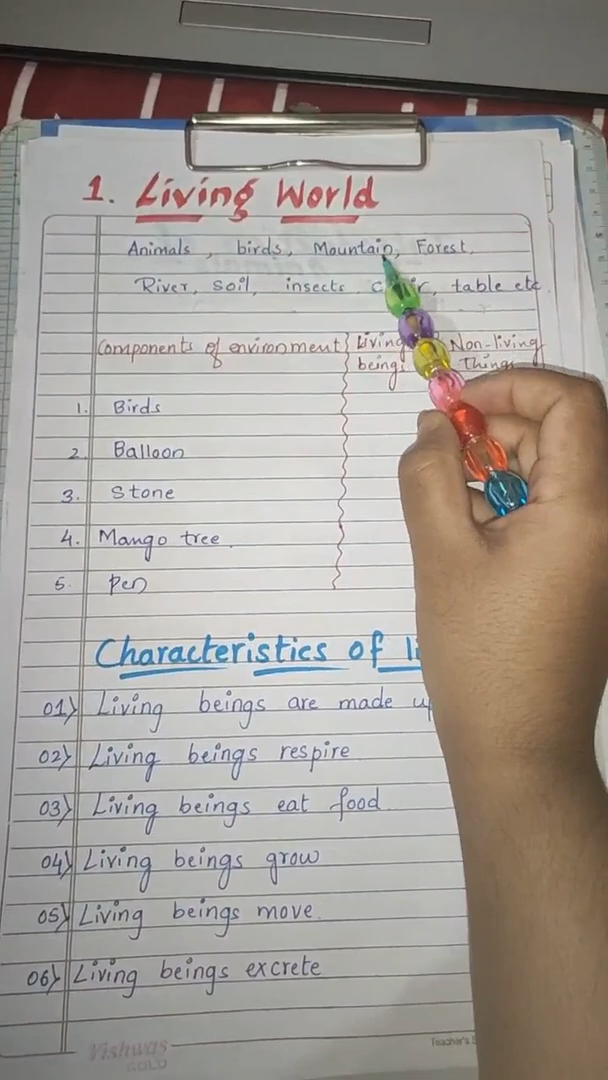 1. Living World
Animals, birds, Mountain, Forest,
River, soil, insects, table etc.
Components of environment Living beings Non-living Things
1. Birds
2. Balloon
3. Stone
4. Mango tree.
5. Pen
Characteristics of
01) Living beings are made
02) Living beings respire
03) Living beings eat food
04) Living beings grow
05) Living beings move.
06) Living beings excrete
Vishwas
GOLD